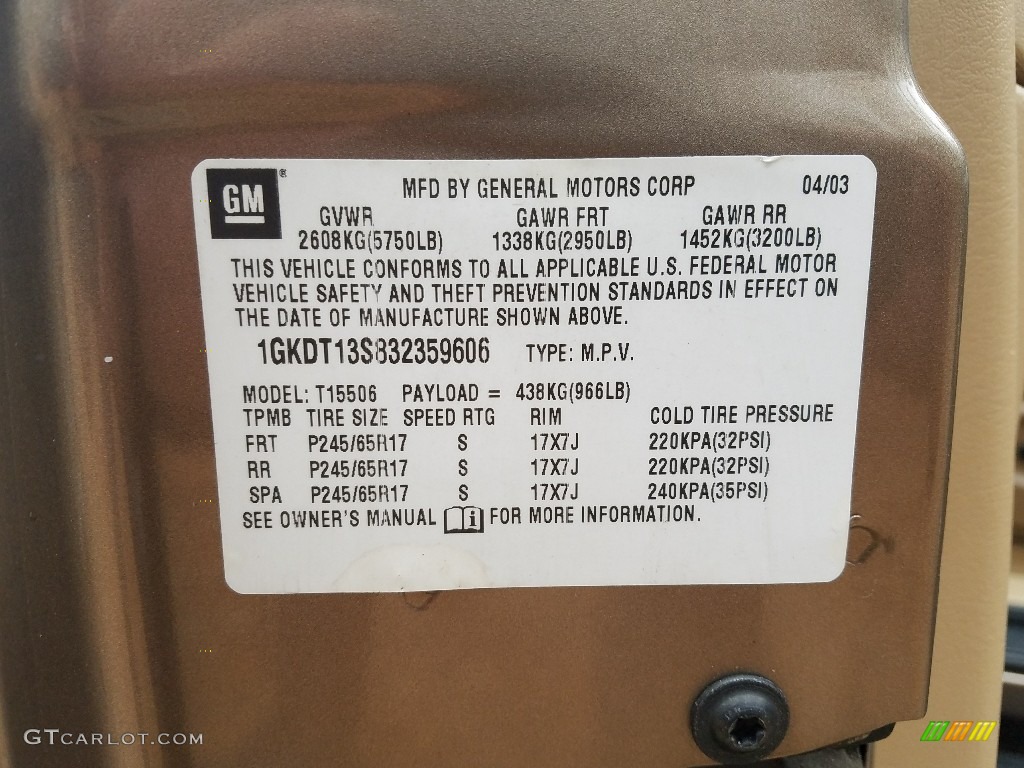 GM® MFD BY GENERAL MOTORS CORP 04/03
GVWR GAWR FRT GAWR RR
2608KG(5750LB) 1338KG(2950LB) 1452KG(3200LB)
THIS VEHICLE CONFORMS TO ALL APPLICABLE U.S. FEDERAL MOTOR
VEHICLE SAFETY AND THEFT PREVENTION STANDARDS IN EFFECT ON
THE DATE OF MANUFACTURE SHOWN ABOVE.
1GKDT13S832359606 TYPE: M.P.V.
MODEL: T15506 PAYLOAD = 438KG(966LB)
TPMB TIRE SIZE SPEED RTG RIM COLD TIRE PRESSURE
FRT P245/65R17 S 17X7J 220KPA(32PSI)
RR P245/65R17 S 17X7J 220KPA(32PSI)
SPA P245/65R17 S 17X7J 240KPA(35PSI)
SEE OWNER'S MANUAL i FOR MORE INFORMATION.
GTCARLOT.COM